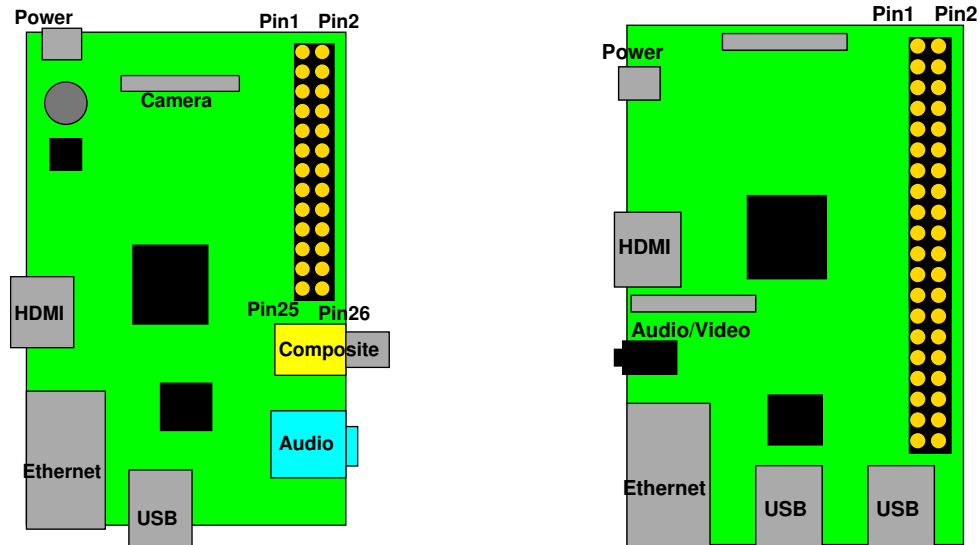 Power
Pin1 Pin2
Camera
HDMI
Pin25 Pin26
Composite
Audio
Ethernet
USB
Pin1 Pin2
Power
HDMI
Audio/Video
Ethernet
USB
USB